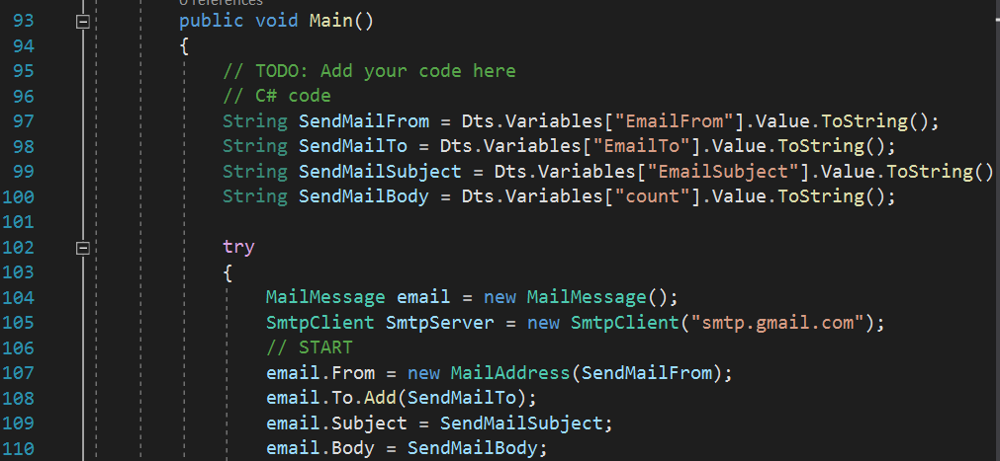 0 references
93 public void Main()
94 {
95 // TODO: Add your code here
96 // C# code
97 String SendMailFrom = Dts.Variables["EmailFrom"].Value.ToString();
98 String SendMailTo = Dts.Variables["EmailTo"].Value.ToString();
99 String SendMailSubject = Dts.Variables["EmailSubject"].Value.ToString()
100 String SendMailBody = Dts.Variables["count"].Value.ToString();
101
102 try
103 {
104 MailMessage email = new MailMessage();
105 SmtpClient SmtpServer = new SmtpClient("smtp.gmail.com");
106 // START
107 email.From = new MailAddress(SendMailFrom);
108 email.To.Add(SendMailTo);
109 email.Subject = SendMailSubject;
110 email.Body = SendMailBody;